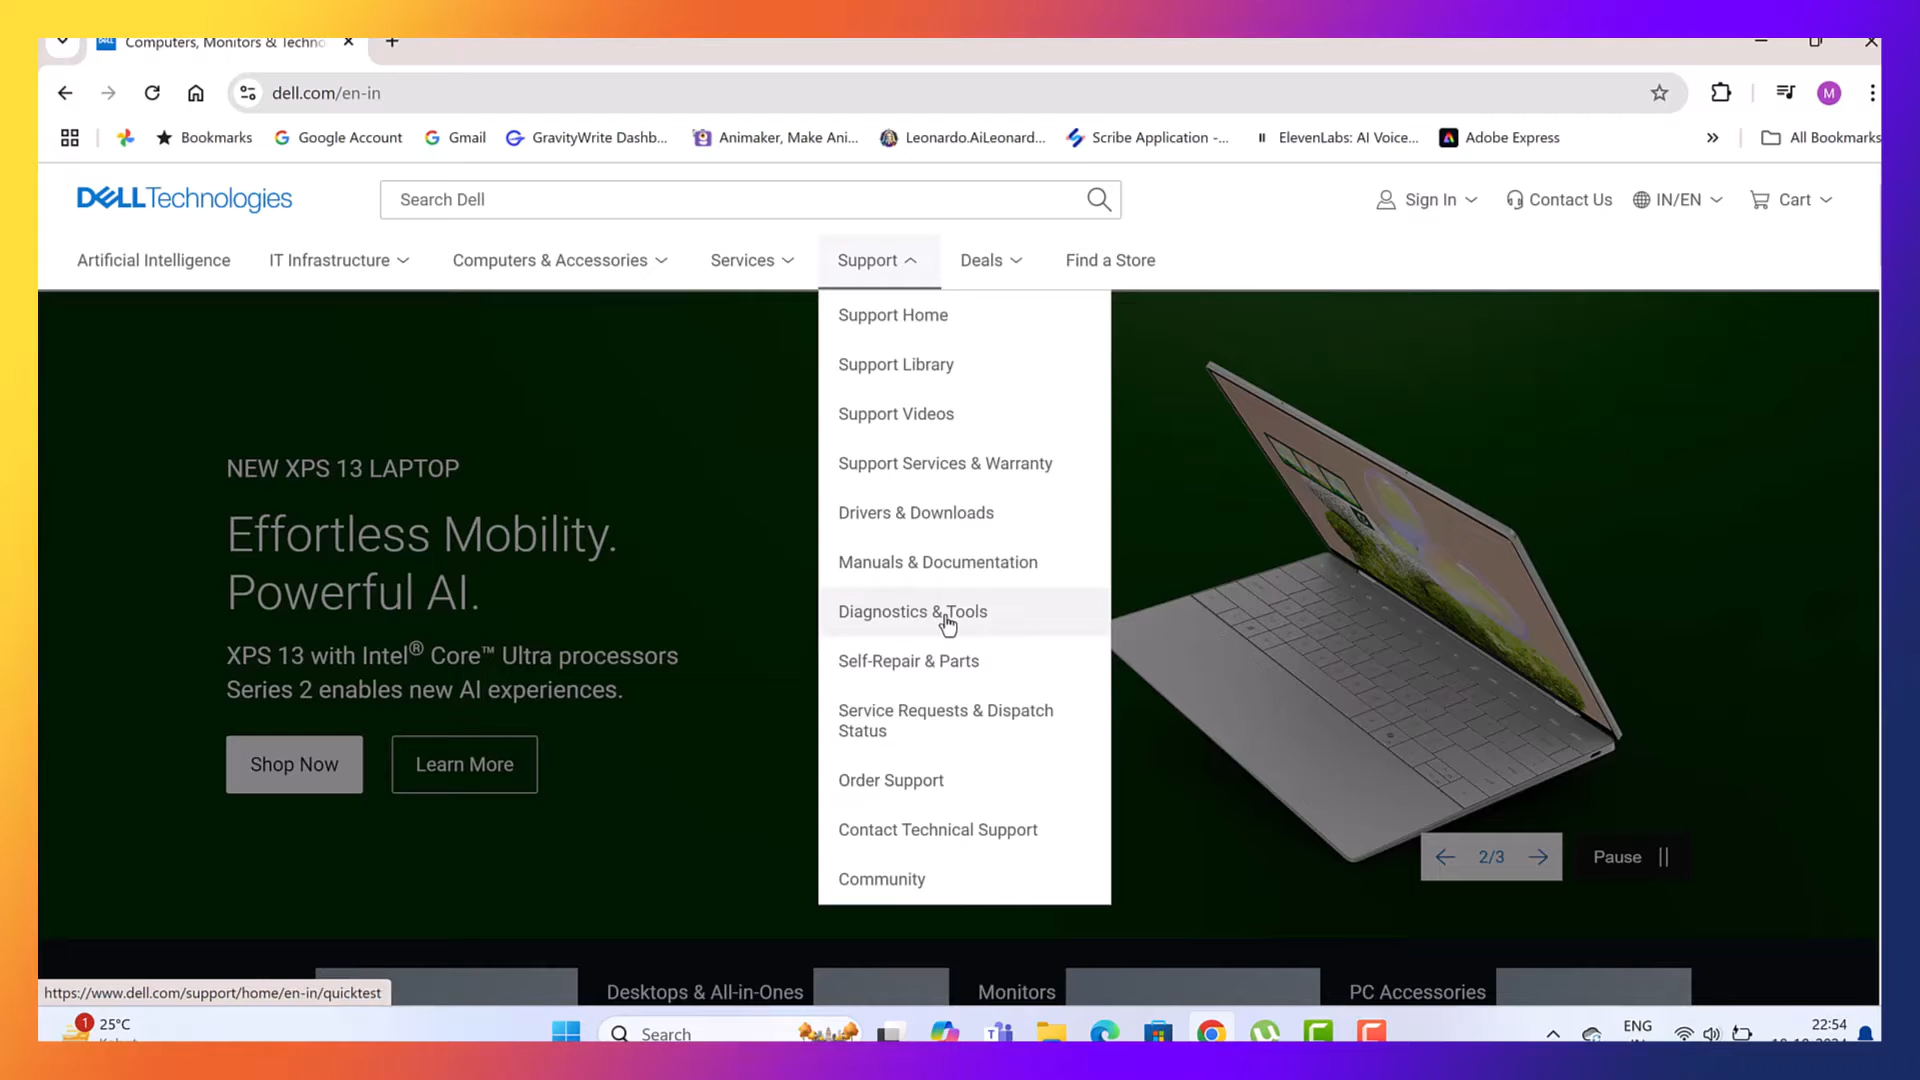 Computers, Monitors & Techno
dell.com/en-in
M
Bookmarks
Google Account
Gmail
GravityWrite Dashb...
Animaker, Make Ani...
Leonardo.AiLeonard...
Scribe Application -...
ElevenLabs: AI Voice...
Adobe Express
All Bookmarks
DELLTechnologies
Search Dell
Sign In
Contact Us
IN/EN
Cart
Artificial Intelligence
IT Infrastructure
Computers & Accessories
Services
Support
Deals
Find a Store
Support Home
Support Library
Support Videos
Support Services & Warranty
Drivers & Downloads
Manuals & Documentation
Diagnostics & Tools
Self-Repair & Parts
Service Requests & Dispatch
Status
Order Support
Contact Technical Support
Community
NEW XPS 13 LAPTOP
Effortless Mobility.
Powerful AI.
XPS 13 with Intel® Core™ Ultra processors
Series 2 enables new AI experiences.
Shop Now
Learn More
2/3
Pause
Desktops & All-in-Ones
Monitors
PC Accessories
https://www.dell.com/support/home/en-in/quicktest
1
25°C
Search
ENG
22:54